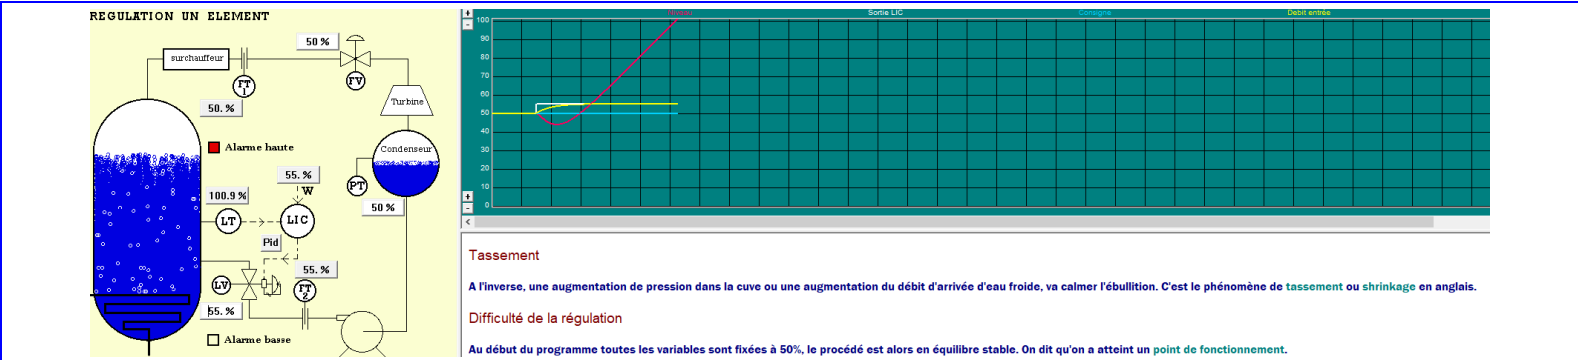 REGULATION UN ELEMENT
50 %
surchauffeur
FT
1
FV
50. %
Turbine
Alarme haute
Condenseur
55. %
W
PT
100.9 %
50 %
LT
LIC
Pid
55. %
LV
FT
2
55. %
Alarme basse
+
-
Niveau
Sortie LIC
Consigne
Debit entrée
100
90
80
70
60
50
40
30
20
10
0
+
-
<
Tassement
A l'inverse, une augmentation de pression dans la cuve ou une augmentation du débit d'arrivée d'eau froide, va calmer l'ébullition. C'est le phénomène de tassement ou shrinkage en anglais.
Difficulté de la régulation
Au début du programme toutes les variables sont fixées à 50%, le procédé est alors en équilibre stable. On dit qu'on a atteint un point de fonctionnement.